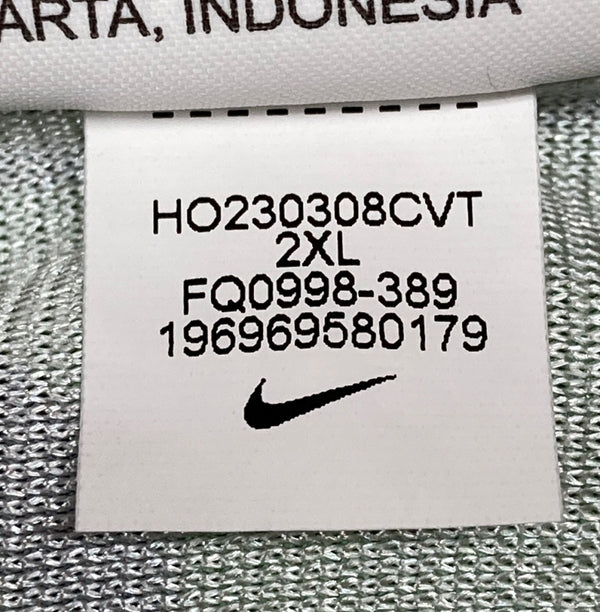 ARTA, INDONESIA
HO230308CVT
2XL
FQ0998-389
196969580179